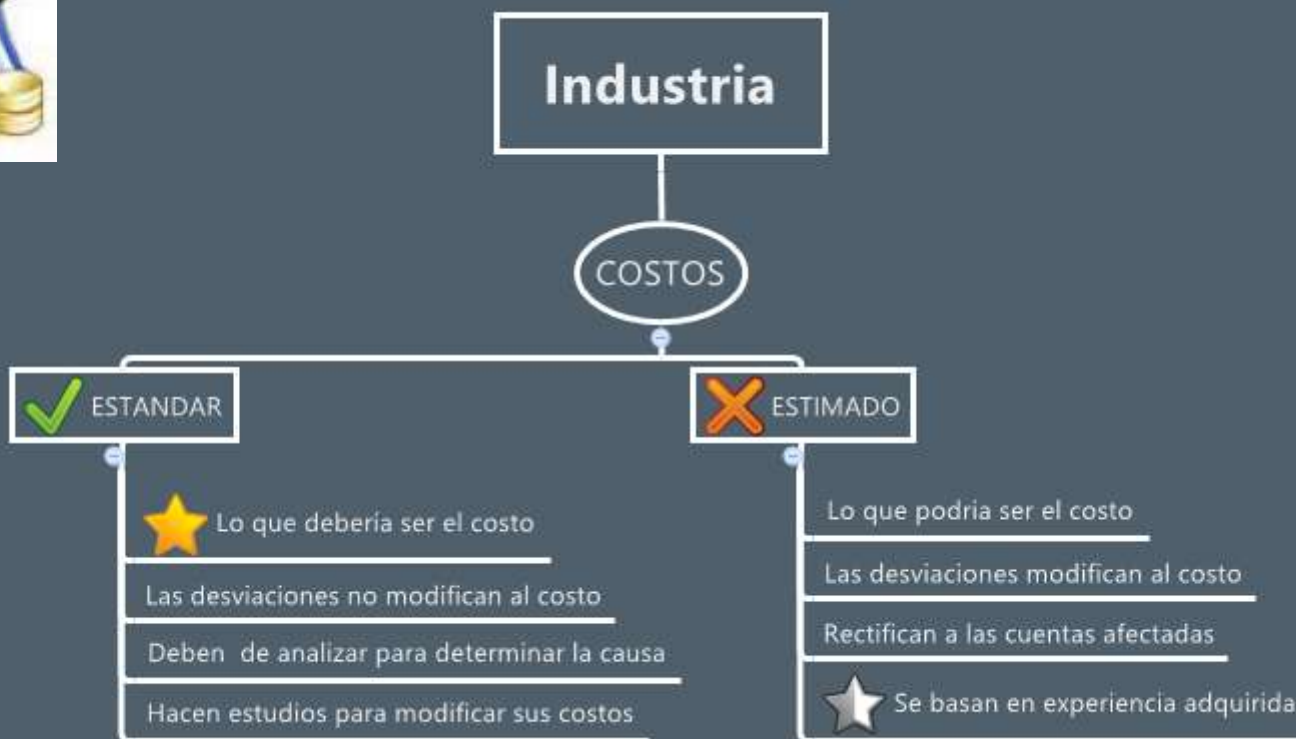 Industria
COSTOS
ESTANDAR
Lo que debería ser el costo
Las desviaciones no modifican al costo
Deben de analizar para determinar la causa
Hacen estudios para modificar sus costos
ESTIMADO
Lo que podria ser el costo
Las desviaciones modifican al costo
Rectifican a las cuentas afectadas
Se basan en experiencia adquirida